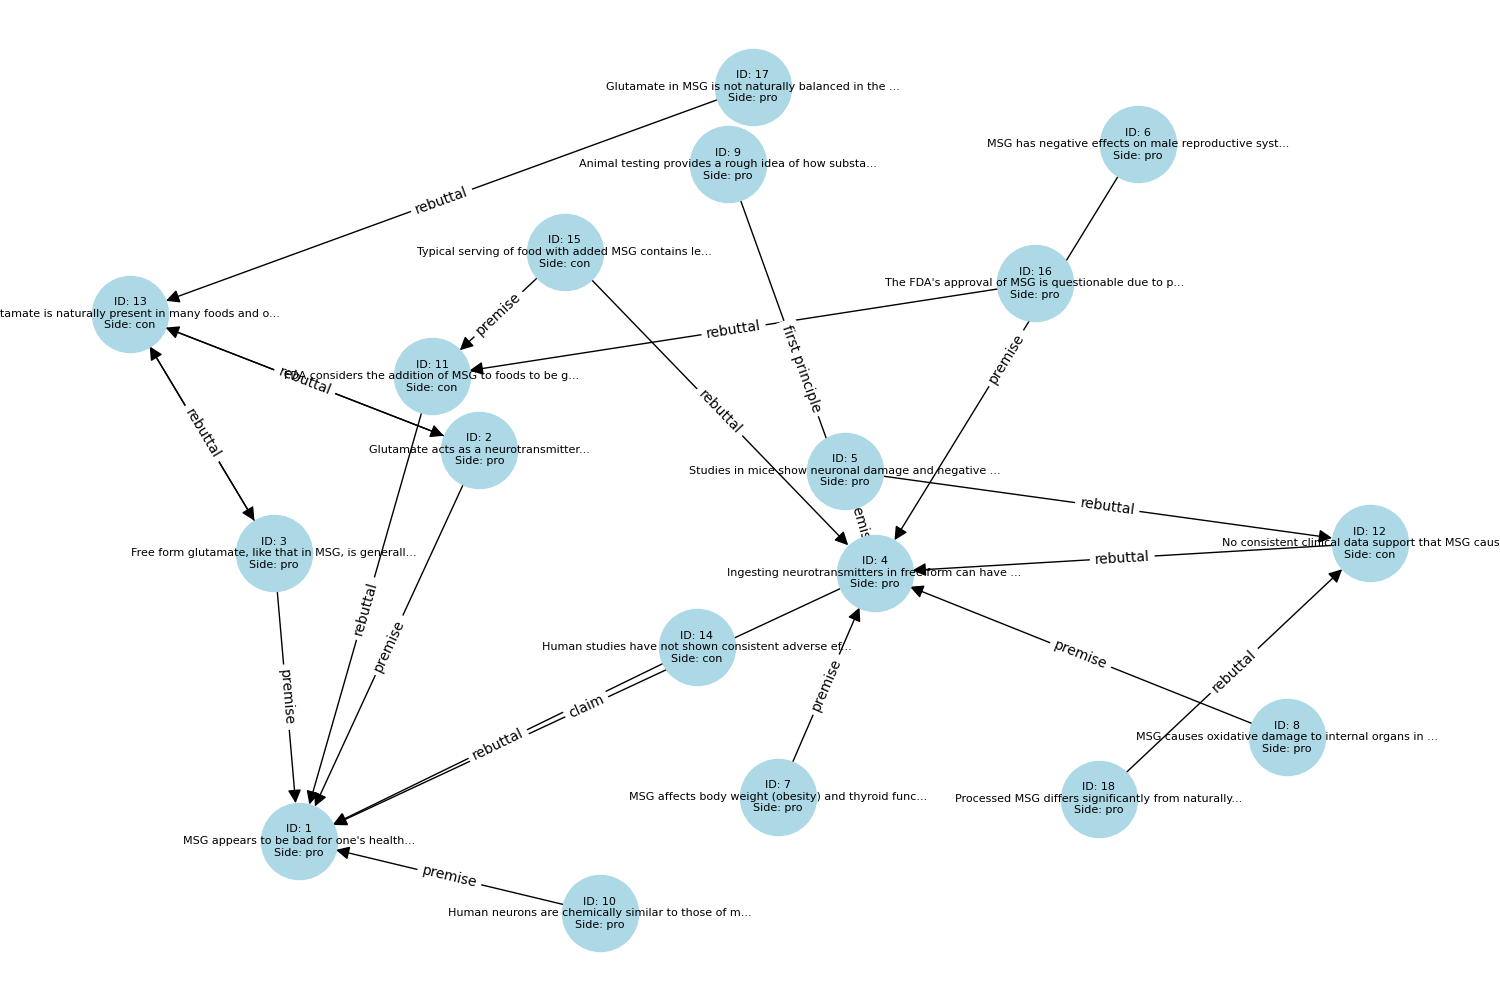 ID: 17
Glutamate in MSG is not naturally balanced in the ...
Side: pro
ID: 9
Animal testing provides a rough idea of how substa...
Side: pro
ID: 6
MSG has negative effects on male reproductive syst...
Side: pro
rebuttal
ID: 15
Typical serving of food with added MSG contains le...
Side: con
ID: 16
The FDA's approval of MSG is questionable due to p...
Side: pro
ID: 13
tamate is naturally present in many foods and o...
Side: con
premise
rebuttal
first principle
premise
ID: 11
considers the addition of MSG to foods to be g...
Side: con
rebuttal
rebuttal
rebuttal
ID: 2
Glutamate acts as a neurotransmitter...
Side: pro
ID: 5
Studies in mice show neuronal damage and negative ...
Side: pro
rebuttal
emis
ID: 12
No consistent clinical data support that MSG caus
Side: con
rebuttal
ID: 3
Free form glutamate, like that in MSG, is generall...
Side: pro
ID: 4
Ingesting neurotransmitters in free form can have ...
Side: pro
rebuttal
premise
ID: 14
Human studies have not shown consistent adverse ef...
Side: con
premise
rebuttal
premise
premise
claim
rebuttal
ID: 8
MSG causes oxidative damage to internal organs in ...
Side: pro
ID: 7
MSG affects body weight (obesity) and thyroid func...
Side: pro
ID: 18
Processed MSG differs significantly from naturally...
Side: pro
ID: 1
MSG appears to be bad for one's health...
Side: pro
premise
ID: 10
Human neurons are chemically similar to those of m...
Side: pro